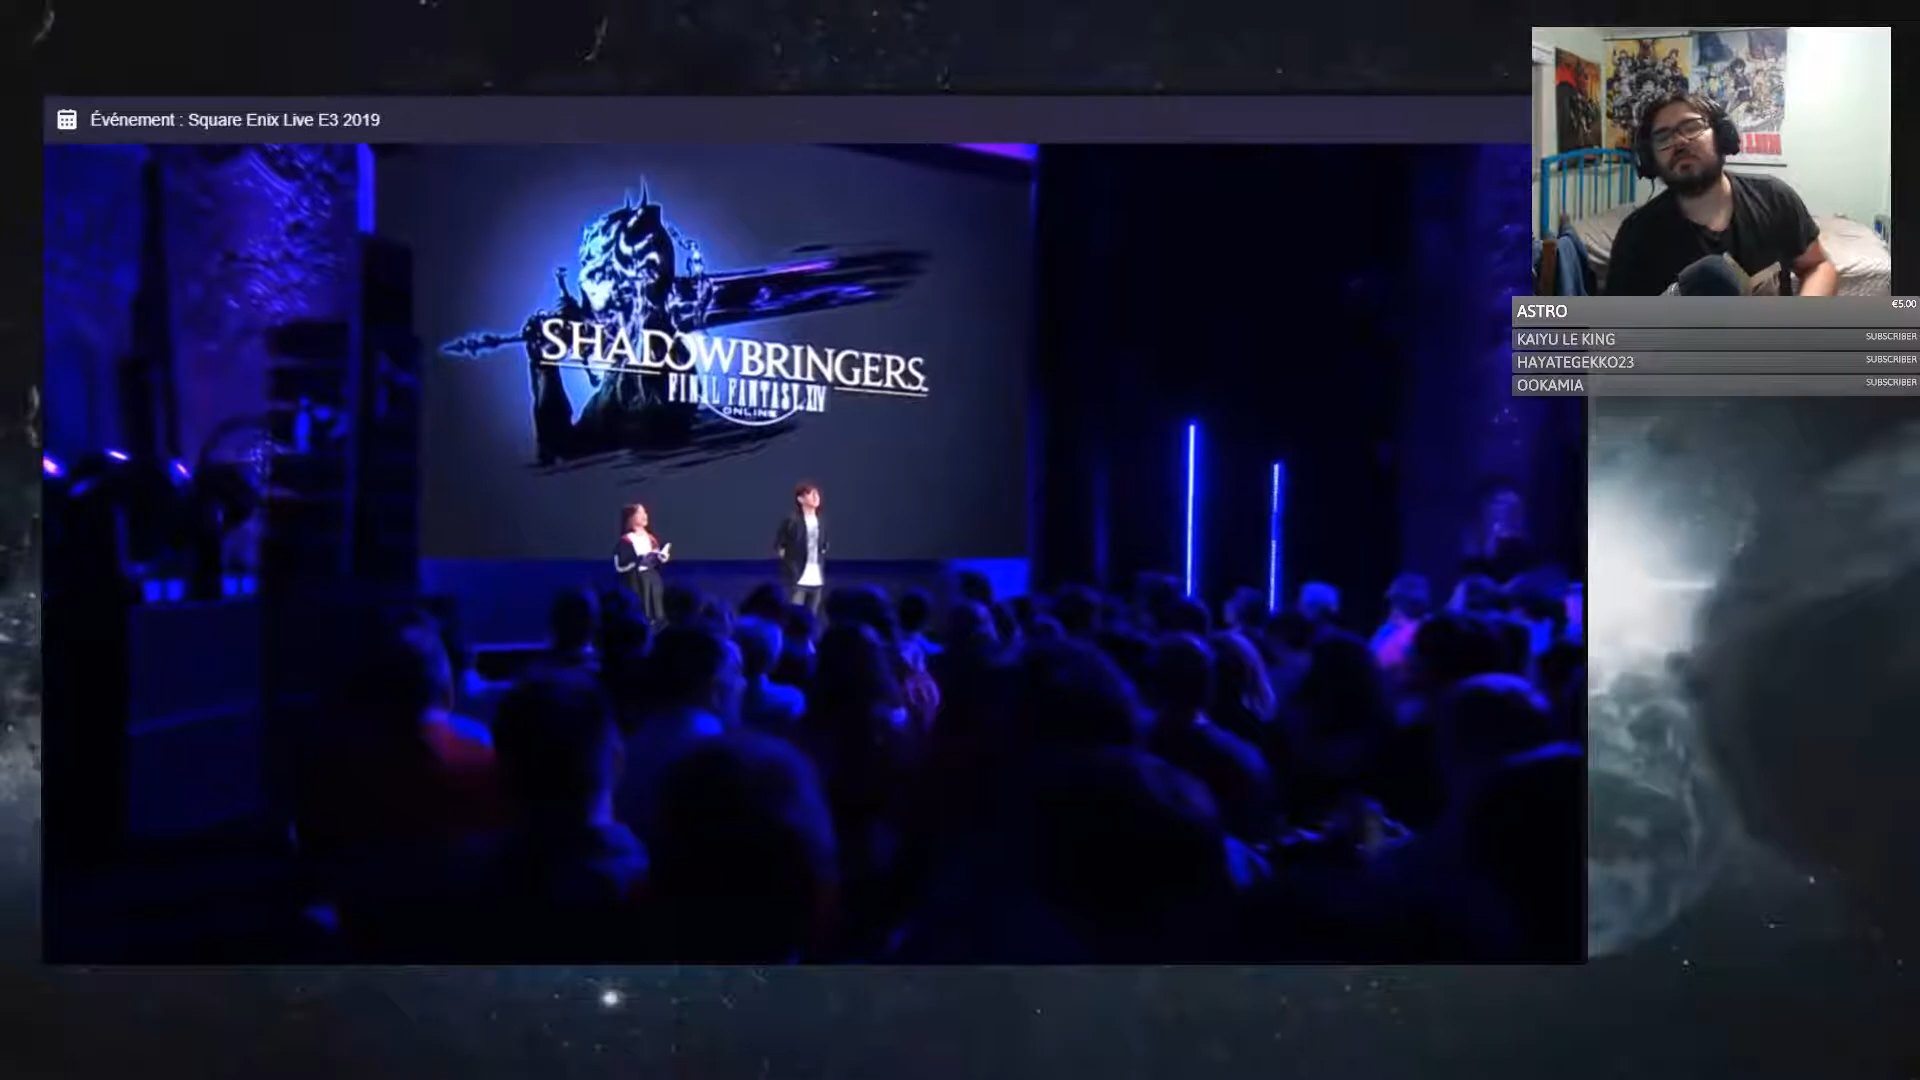 Événement : Square Enix Live E3 2019
SHADOWBRINGERS
FINAL FANTASY XIV
ONLINE
ASTRO
€5.00
KAIYU LE KING
SUBSCRIBER
HAYATEGEKKO23
SUBSCRIBER
OOKAMIA
SUBSCRIBER